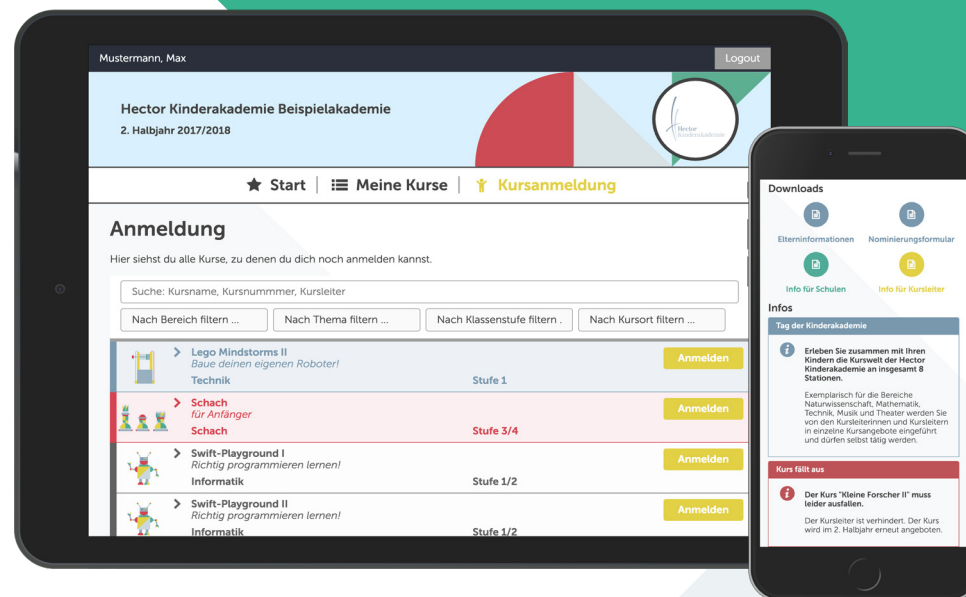 Mustermann, Max
Logout
Hector Kinderakademie Beispielakademie
2. Halbjahr 2017/2018
Hector
Kinderakademie
Start
Meine Kurse
Kursanmeldung
Anmeldung
Hier siehst du alle Kurse, zu denen du dich noch anmelden kannst.
Suche: Kursname, Kursnummmer, Kursleiter
Nach Bereich filtern ...
Nach Thema filtern ...
Nach Klassenstufe filtern .
Nach Kursort filtern ...
Lego Mindstorms II
Baue deinen eigenen Roboter!
Technik
Stufe 1
Anmelden
Schach
für Anfänger
Schach
Stufe 3/4
Anmelden
Swift-Playground I
Richtig programmieren lernen!
Informatik
Stufe 1/2
Anmelden
Swift-Playground II
Richtig programmieren lernen!
Informatik
Stufe 1/2
Anmelden
Downloads
Elterninformationen
Nominierungsformular
Info für Schulen
Info für Kursleiter
Infos
Tag der Kinderakademie
Erleben Sie zusammen mit Ihren
Kindern die Kurswelt der Hector
Kinderakademie an insgesamt 8
Stationen.
Exemplarisch für die Bereiche
Naturwissenschaft, Mathematik,
Technik, Musik und Theater werden Sie
von den Kursleiterinnen und Kursleitern
in einzelne Kursangebote eingeführt
und dürfen selbst tätig werden.
Kurs fällt aus
Der Kurs "Kleine Forscher II" muss
leider ausfallen.
Der Kursleiter ist verhindert. Der Kurs
wird im 2. Halbjahr erneut angeboten.